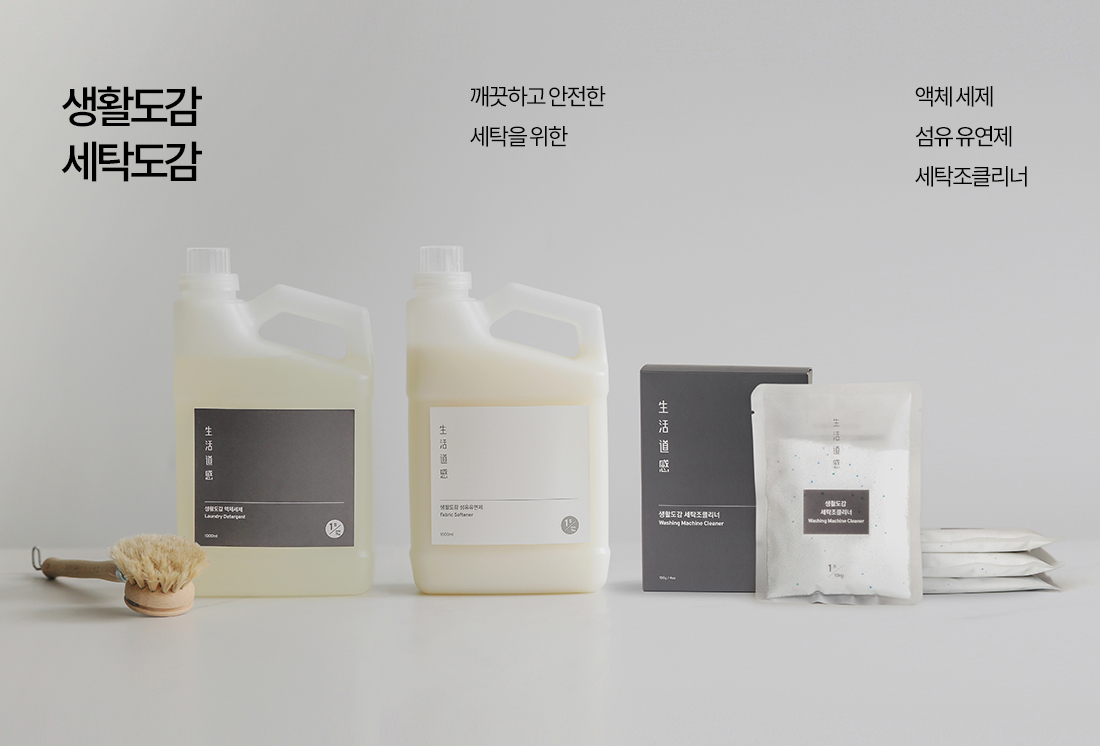 생활도감
세탁도감
깨끗하고 안전한
세탁을 위한
액체 세제
섬유 유연제
세탁조클리너
生活道感
생활도감 액체세제
Laundry Detergent
1000ml
生活道感
생활도감 섬유유연제
Fabric Softener
1000ml
生活道感
생활도감 세탁조클리너
Washing Machine Cleaner
生活道感
생활도감
세탁조클리너
Washing Machine Cleaner